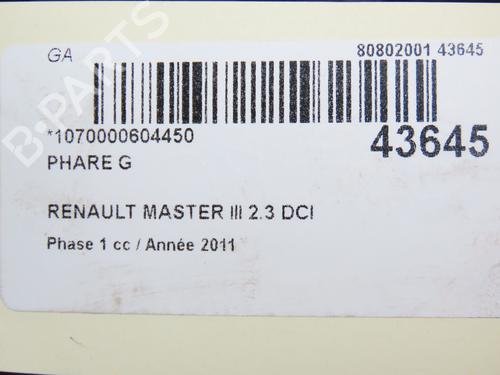 GA
80802001 43645
*1070000604450
43645
PHARE G
RENAULT MASTER III 2.3 DCI
Phase 1 cc / Année 2011
B-PARTS